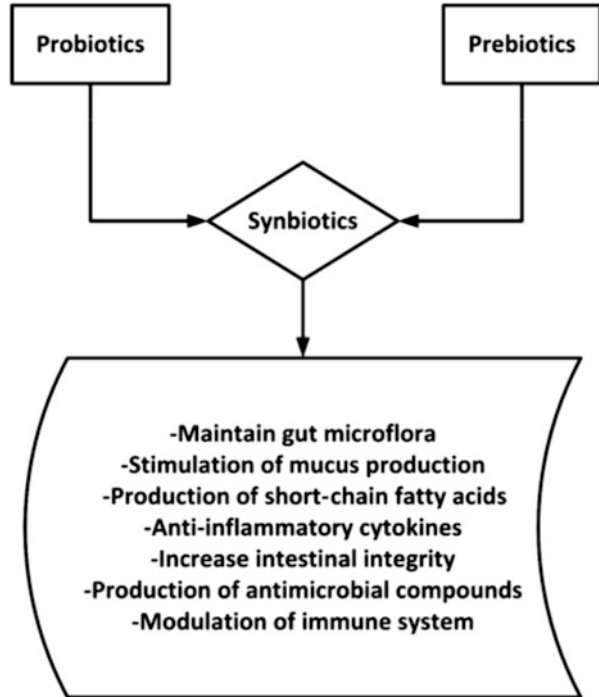 Probiotics
Prebiotics
Synbiotics
-Maintain gut microflora
-Stimulation of mucus production
-Production of short-chain fatty acids
-Anti-inflammatory cytokines
-Increase intestinal integrity
-Production of antimicrobial compounds
-Modulation of immune system